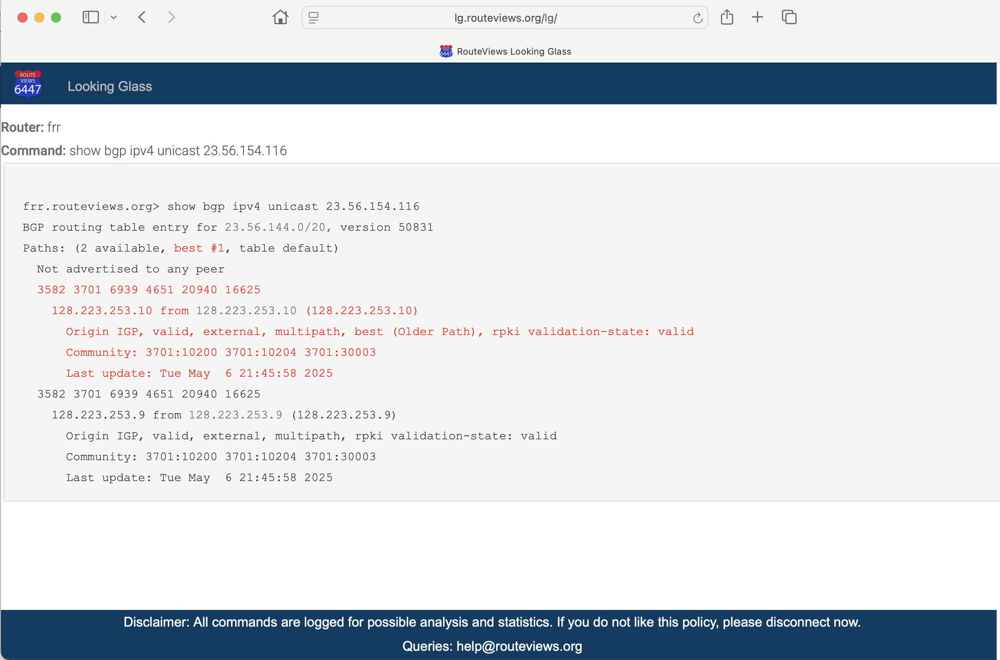 lg.routeviews.org/lg/
ROUTE VIEWS 6447 RouteViews Looking Glass
ROUTE
VIEWS
6447
Looking Glass
Router: frr
Command: show bgp ipv4 unicast 23.56.154.116
frr.routeviews.org> show bgp ipv4 unicast 23.56.154.116
BGP routing table entry for 23.56.144.0/20, version 50831
Paths: (2 available, best #1, table default)
Not advertised to any peer
3582 3701 6939 4651 20940 16625
128.223.253.10 from 128.223.253.10 (128.223.253.10)
Origin IGP, valid, external, multipath, best (Older Path), rpki validation-state: valid
Community: 3701:10200 3701:10204 3701:30003
Last update: Tue May  6 21:45:58 2025
3582 3701 6939 4651 20940 16625
128.223.253.9 from 128.223.253.9 (128.223.253.9)
Origin IGP, valid, external, multipath, rpki validation-state: valid
Community: 3701:10200 3701:10204 3701:30003
Last update: Tue May  6 21:45:58 2025
Disclaimer: All commands are logged for possible analysis and statistics. If you do not like this policy, please disconnect now.
Queries: help@routeviews.org